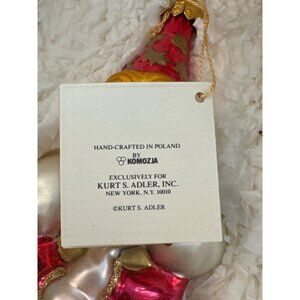 HAND-CRAFTED IN POLAND
BY
KOMOZJA
EXCLUSIVELY FOR
KURT S. ADLER, INC.
NEW YORK, N.Y. 10010
©KURT S. ADLER